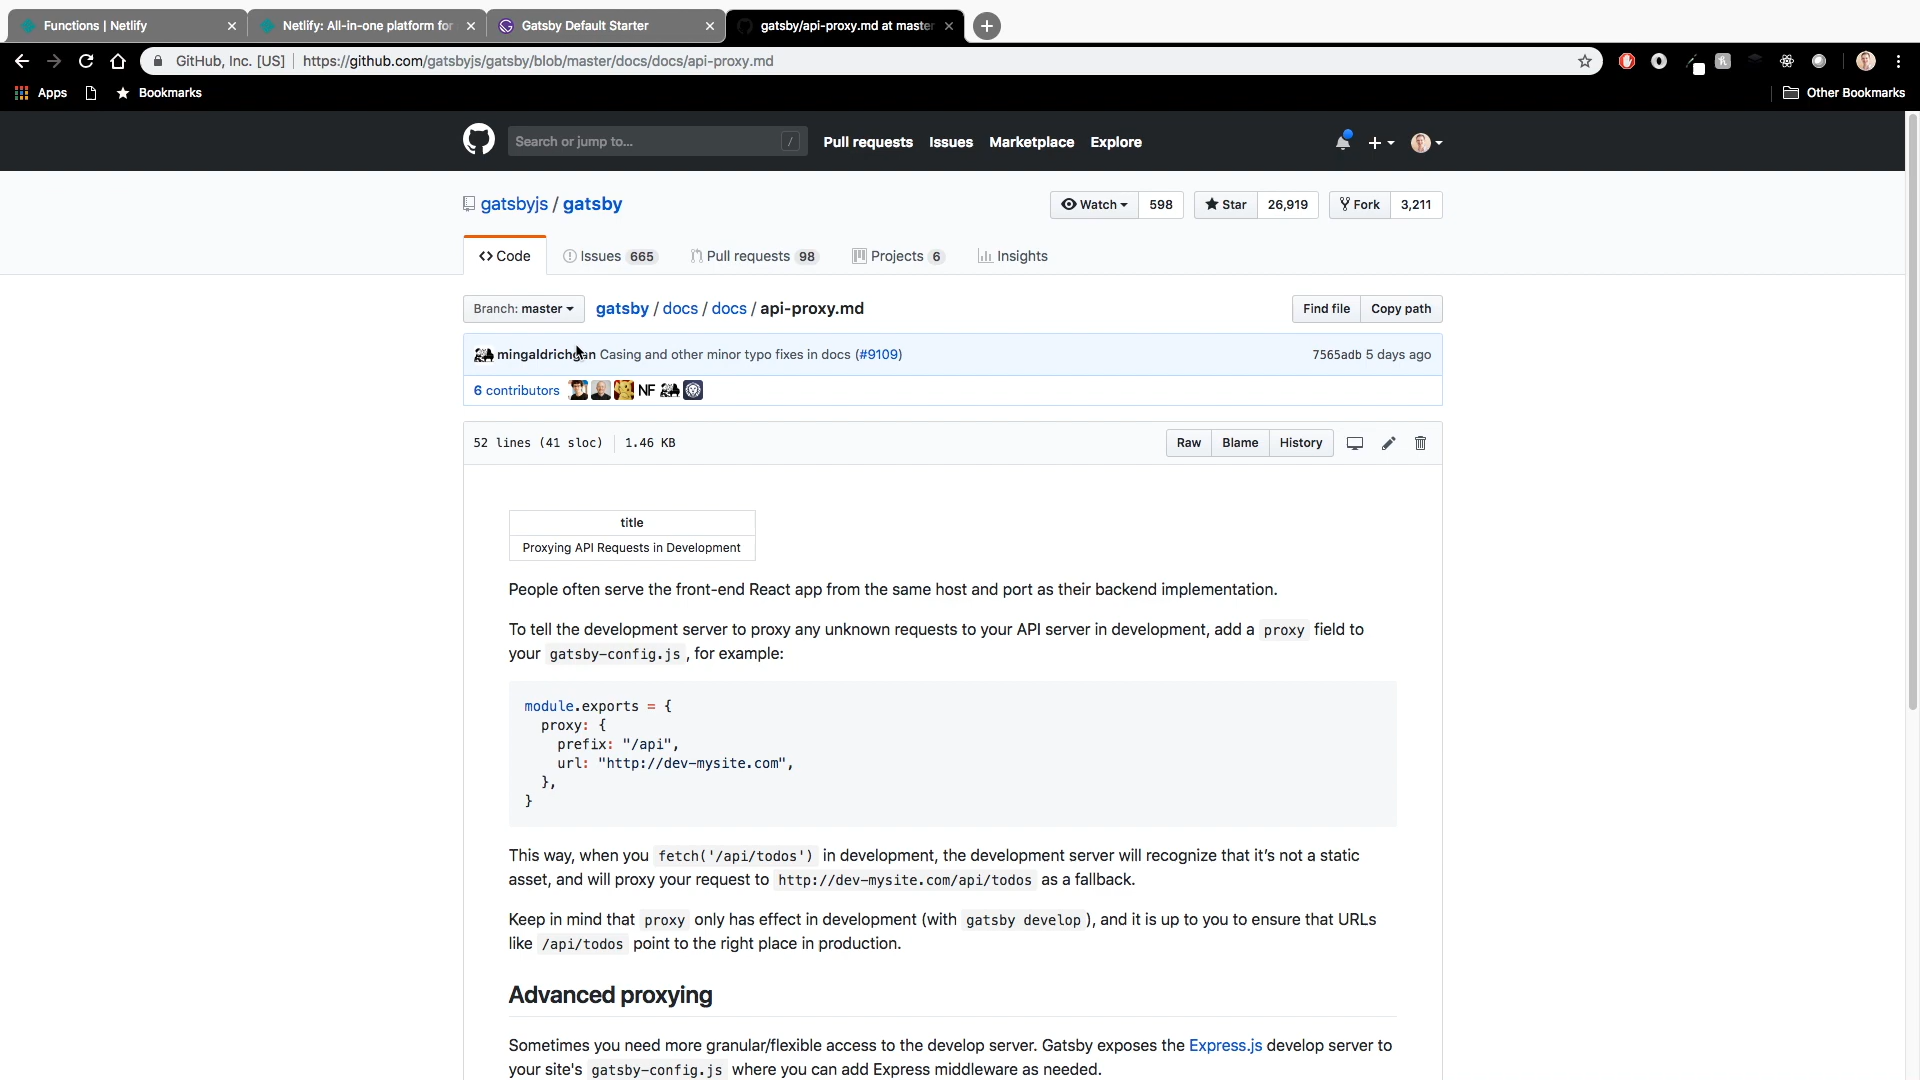 Functions | Netlify
Netlify: All-in-one platform for
Gatsby Default Starter
gatsby/api-proxy.md at master
GitHub, Inc. [US] | https://github.com/gatsbyjs/gatsby/blob/master/docs/docs/api-proxy.md
Apps
Bookmarks
Other Bookmarks
Search or jump to...
/
Pull requests
Issues
Marketplace
Explore
gatsbyjs / gatsby
Watch
598
Star
26,919
Fork
3,211
Code
Issues 665
Pull requests 98
Projects 6
Insights
Branch: master
gatsby / docs / docs / api-proxy.md
Find file
Copy path
mingaldrichgan Casing and other minor typo fixes in docs (#9109)
7565adb 5 days ago
6 contributors
NF
52 lines (41 sloc)
1.46 KB
Raw
Blame
History
title
Proxying API Requests in Development
People often serve the front-end React app from the same host and port as their backend implementation.
To tell the development server to proxy any unknown requests to your API server in development, add a proxy field to
your gatsby-config.js , for example:
module.exports = {
proxy: {
prefix: "/api",
url: "http://dev-mysite.com",
},
}
This way, when you fetch('/api/todos') in development, the development server will recognize that it's not a static
asset, and will proxy your request to http://dev-mysite.com/api/todos as a fallback.
Keep in mind that proxy only has effect in development (with gatsby develop ), and it is up to you to ensure that URLs
like /api/todos point to the right place in production.
Advanced proxying
Sometimes you need more granular/flexible access to the develop server. Gatsby exposes the Express.js develop server to
your site's gatsby-config.js where you can add Express middleware as needed.